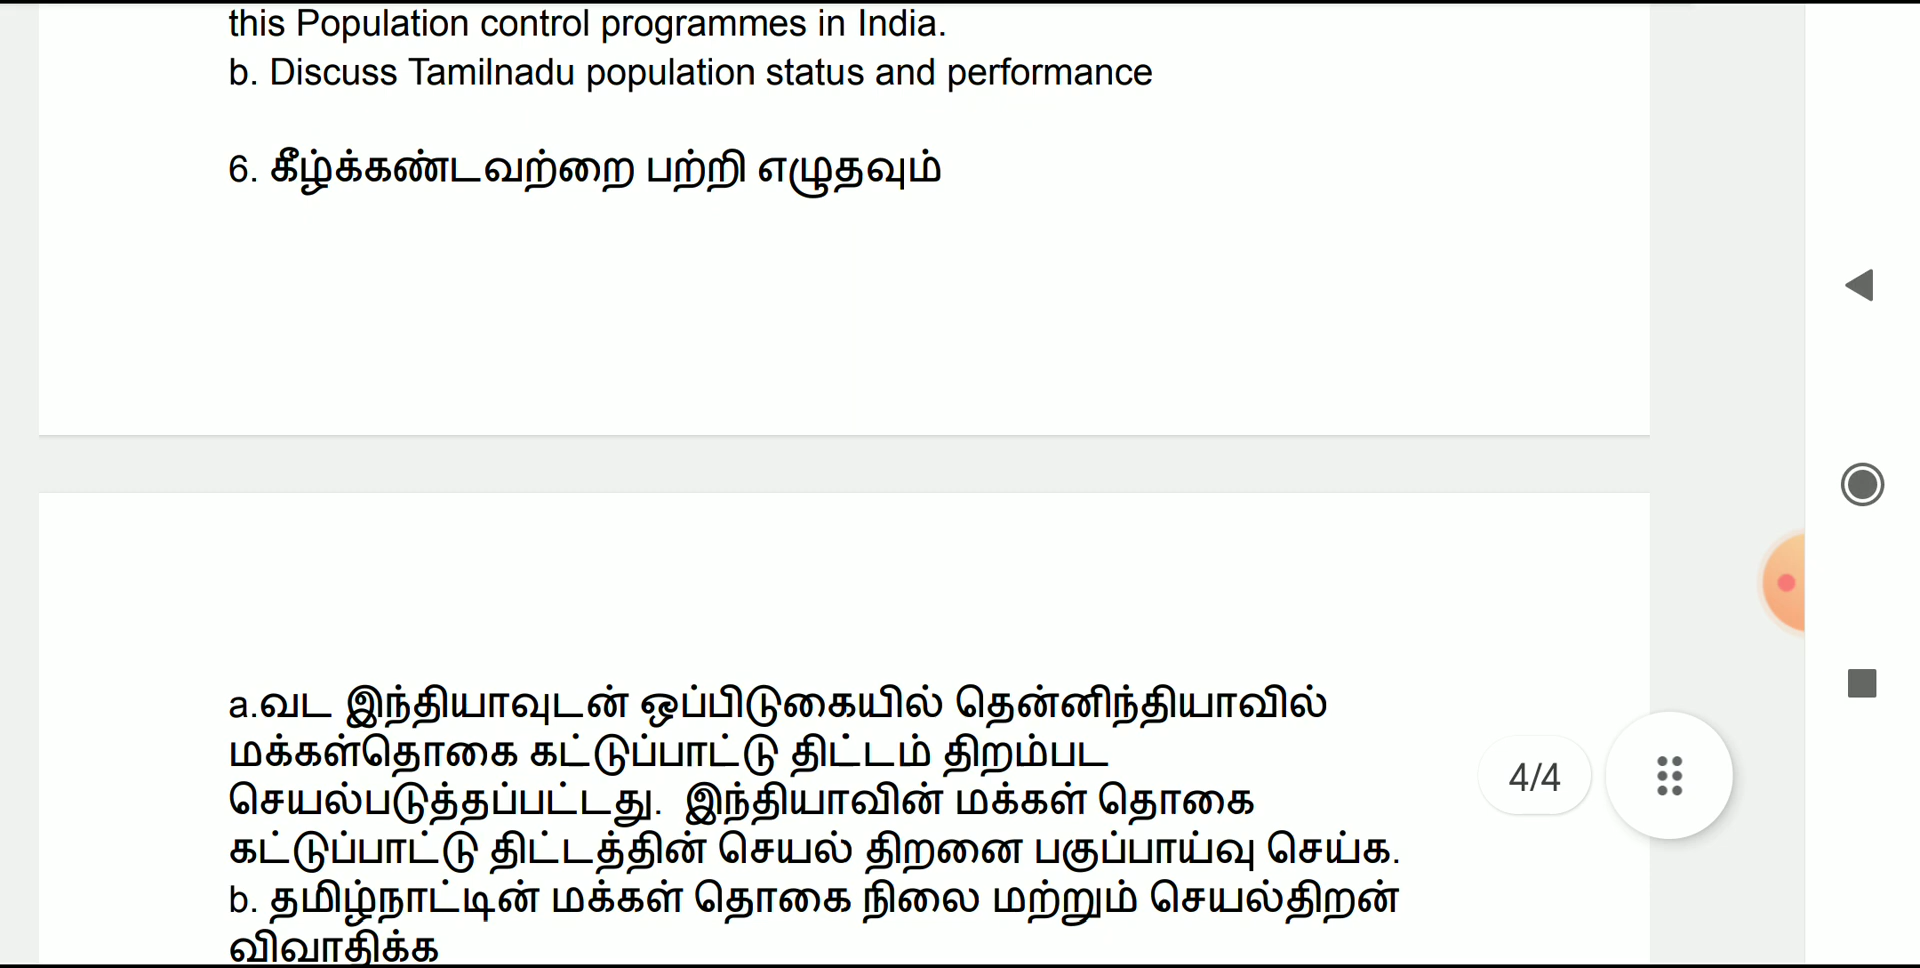 this Population control programmes in India.
b. Discuss Tamilnadu population status and performance
6. கீழ்க்கண்டவற்றை பற்றி எழுதவும்
a.வட இந்தியாவுடன் ஒப்பிடுகையில் தென்னிந்தியாவில்
மக்கள்தொகை கட்டுப்பாட்டு திட்டம் திறம்பட
செயல்படுத்தப்பட்டது. இந்தியாவின் மக்கள் தொகை
கட்டுப்பாட்டு திட்டத்தின் செயல் திறனை பகுப்பாய்வு செய்க.
4/4
b. தமிழ்நாட்டின் மக்கள் தொகை நிலை மற்றும் செயல்திறன்
விவாதிக்க